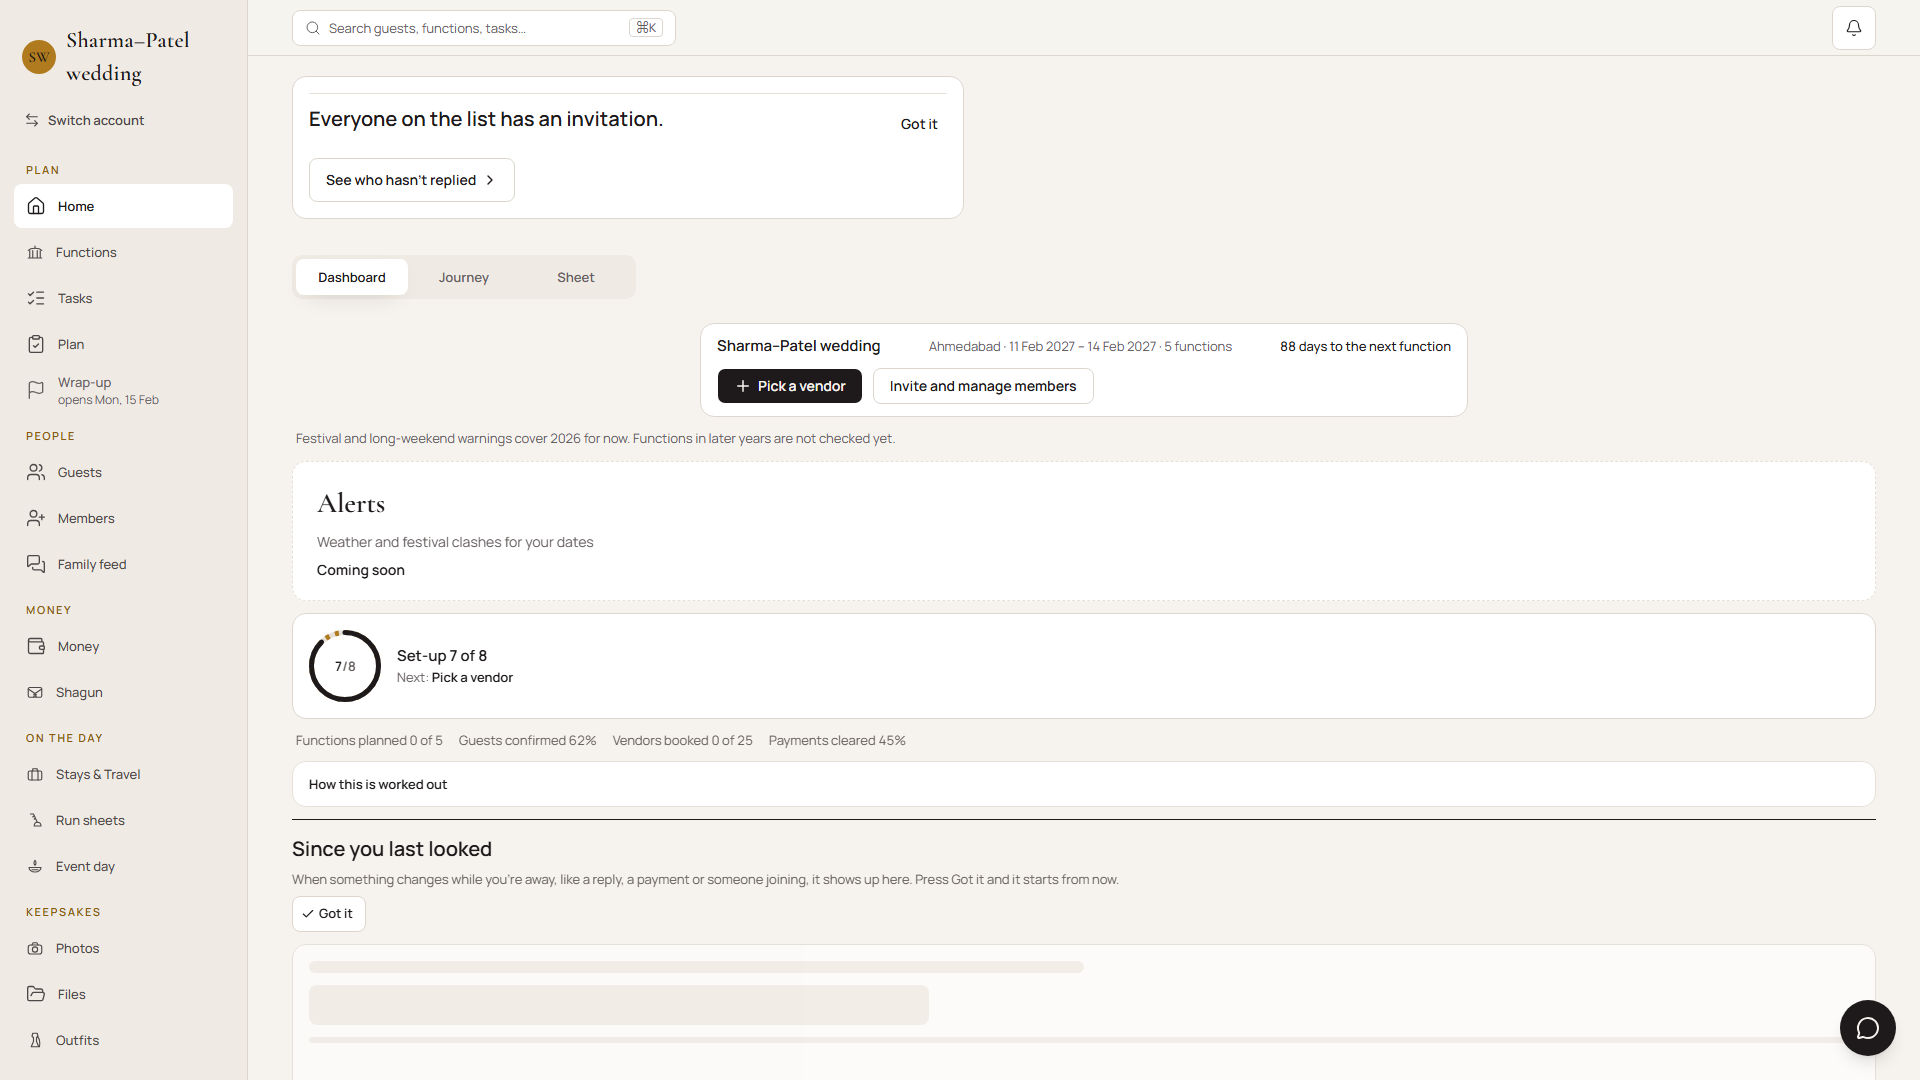 SW
Sharma–Patel
wedding
Switch account
PLAN
Home
Functions
Tasks
Plan
Wrap-up
opens Mon, 15 Feb
PEOPLE
Guests
Members
Family feed
MONEY
Money
Shagun
ON THE DAY
Stays & Travel
Run sheets
Event day
KEEPSAKES
Photos
Files
Outfits
Search guests, functions, tasks… ⌘K
Everyone on the list has an invitation.
Got it
See who hasn't replied
Dashboard Journey Sheet
Sharma–Patel wedding Ahmedabad · 11 Feb 2027 – 14 Feb 2027 · 5 functions 88 days to the next function
Pick a vendor Invite and manage members
Festival and long-weekend warnings cover 2026 for now. Functions in later years are not checked yet.
Alerts
Weather and festival clashes for your dates
Coming soon
7/8
Set-up 7 of 8
Next: Pick a vendor
Functions planned 0 of 5 Guests confirmed 62% Vendors booked 0 of 25 Payments cleared 45%
How this is worked out
Since you last looked
When something changes while you're away, like a reply, a payment or someone joining, it shows up here. Press Got it and it starts from now.
Got it